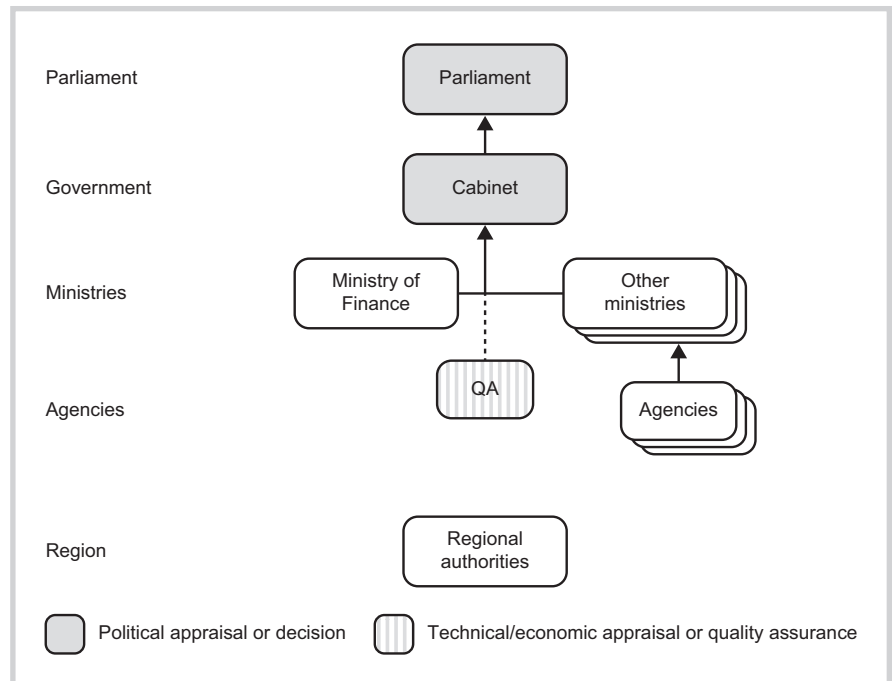 Parliament
Parliament
Government
Cabinet
Ministries
Ministry of
Finance
Other
ministries
Agencies
QA
Agencies
Region
Regional
authorities
Political appraisal or decision
Technical/economic appraisal or quality assurance